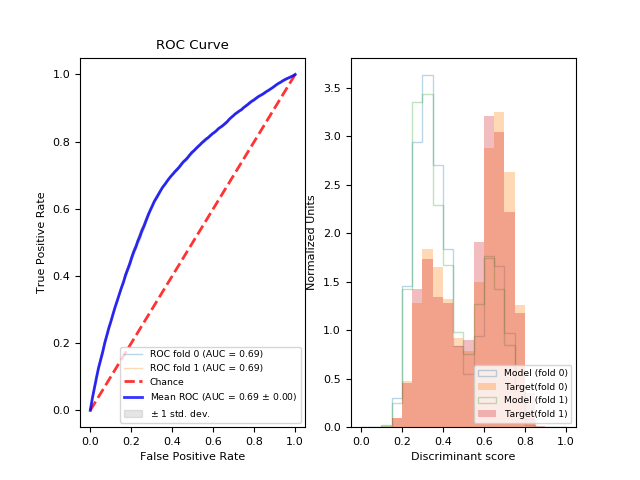 ROC Curve
True Positive Rate
1.0
0.8
0.6
0.4
0.2
0.0
ROC fold 0 (AUC = 0.69)
ROC fold 1 (AUC = 0.69)
Chance
Mean ROC (AUC = 0.69 ± 0.00)
± 1 std. dev.
0.0 0.2 0.4 0.6 0.8 1.0
False Positive Rate
Normalized Units
3.5
3.0
2.5
2.0
1.5
1.0
0.5
0.0
Model (fold 0)
Target(fold 0)
Model (fold 1)
Target(fold 1)
0.0 0.2 0.4 0.6 0.8 1.0
Discriminant score